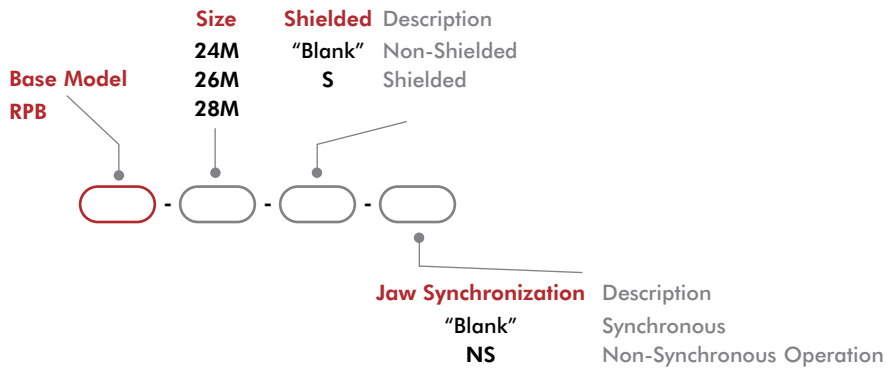 Size Shielded Description
24M “Blank” Non-Shielded
Base Model 26M S Shielded
RPB 28M
- - -
Jaw Synchronization Description
“Blank” Synchronous
NS Non-Synchronous Operation